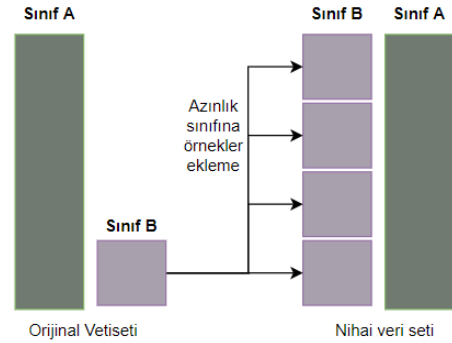 Sınıf A
Sınıf B
Sınıf A
Azınlık
sınıfına
örnekler
ekleme
Sınıf B
Orijinal Vetiseti
Nihai veri seti